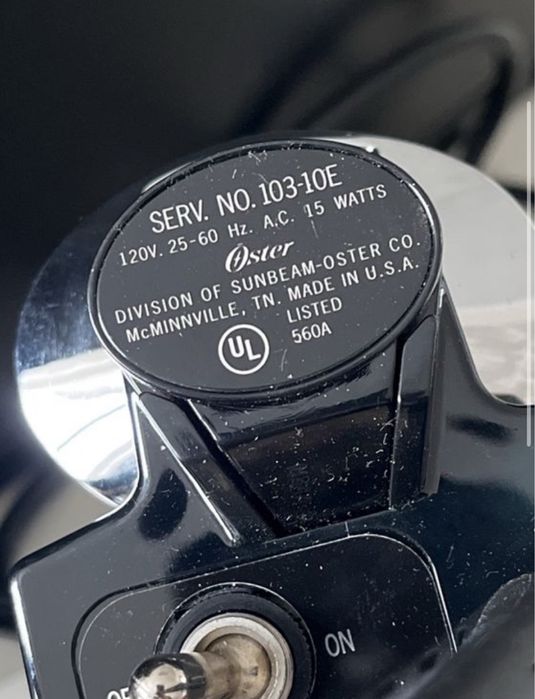 SERV. NO. 103-10E
120V. 25-60 Hz. A.C. 15 WATTS
Oster
DIVISION OF SUNBEAM-OSTER CO.
McMINNVILLE, TN. MADE IN U.S.A.
UL
LISTED
560A
ON